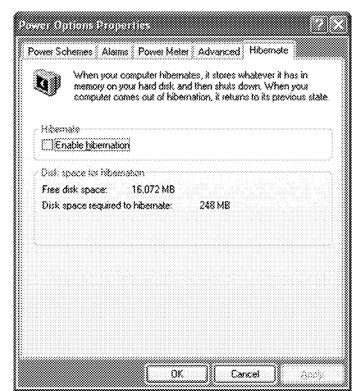 Power Options Properties
Power Schemes Alarms Power Meter Advanced Hibernate
When your computer hibernates, it stores whatever it has in
memory on your hard disk and then shuts down. When your
computer comes out of hibernation, it returns to its previous state.
Hibernate
Enable hibernation
Disk space for hibernation
Free disk space: 16,072 MB
Disk space required to hibernate: 248 MB
OK Cancel Apply